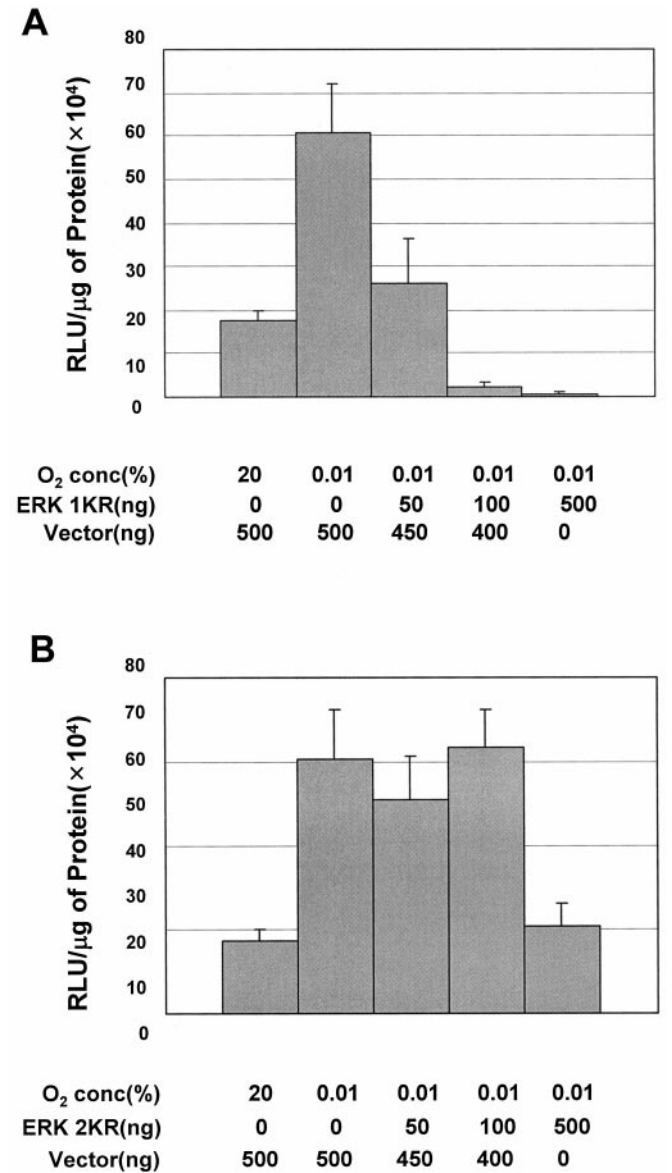 A
80
70
60
50
40
30
20
10
0
RLU/μg of Protein(×10⁴)
O₂ conc(%) 20 0.01 0.01 0.01 0.01
ERK 1KR(ng) 0 0 50 100 500
Vector(ng) 500 500 450 400 0
B
80
70
60
50
40
30
20
10
0
RLU/μg of Protein(×10⁴)
O₂ conc(%) 20 0.01 0.01 0.01 0.01
ERK 2KR(ng) 0 0 50 100 500
Vector(ng) 500 500 450 400 0